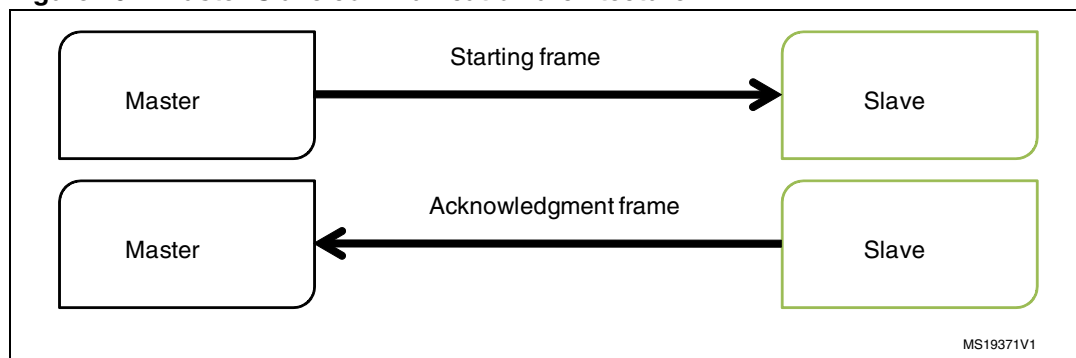 Starting frame
Master
Slave
Acknowledgment frame
Master
Slave
MS19371V1